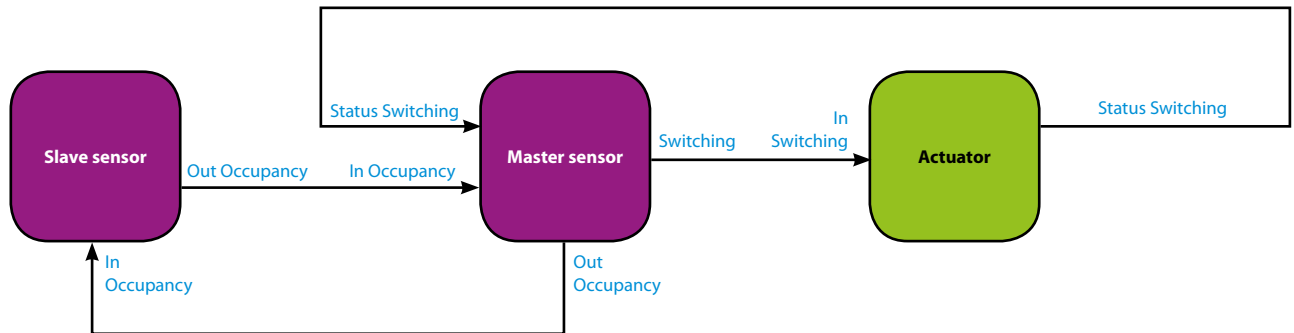 Status Switching
In
Switching
Switching
Status Switching
Slave sensor
Master sensor
Actuator
Out Occupancy
In Occupancy
In
Occupancy
Out
Occupancy